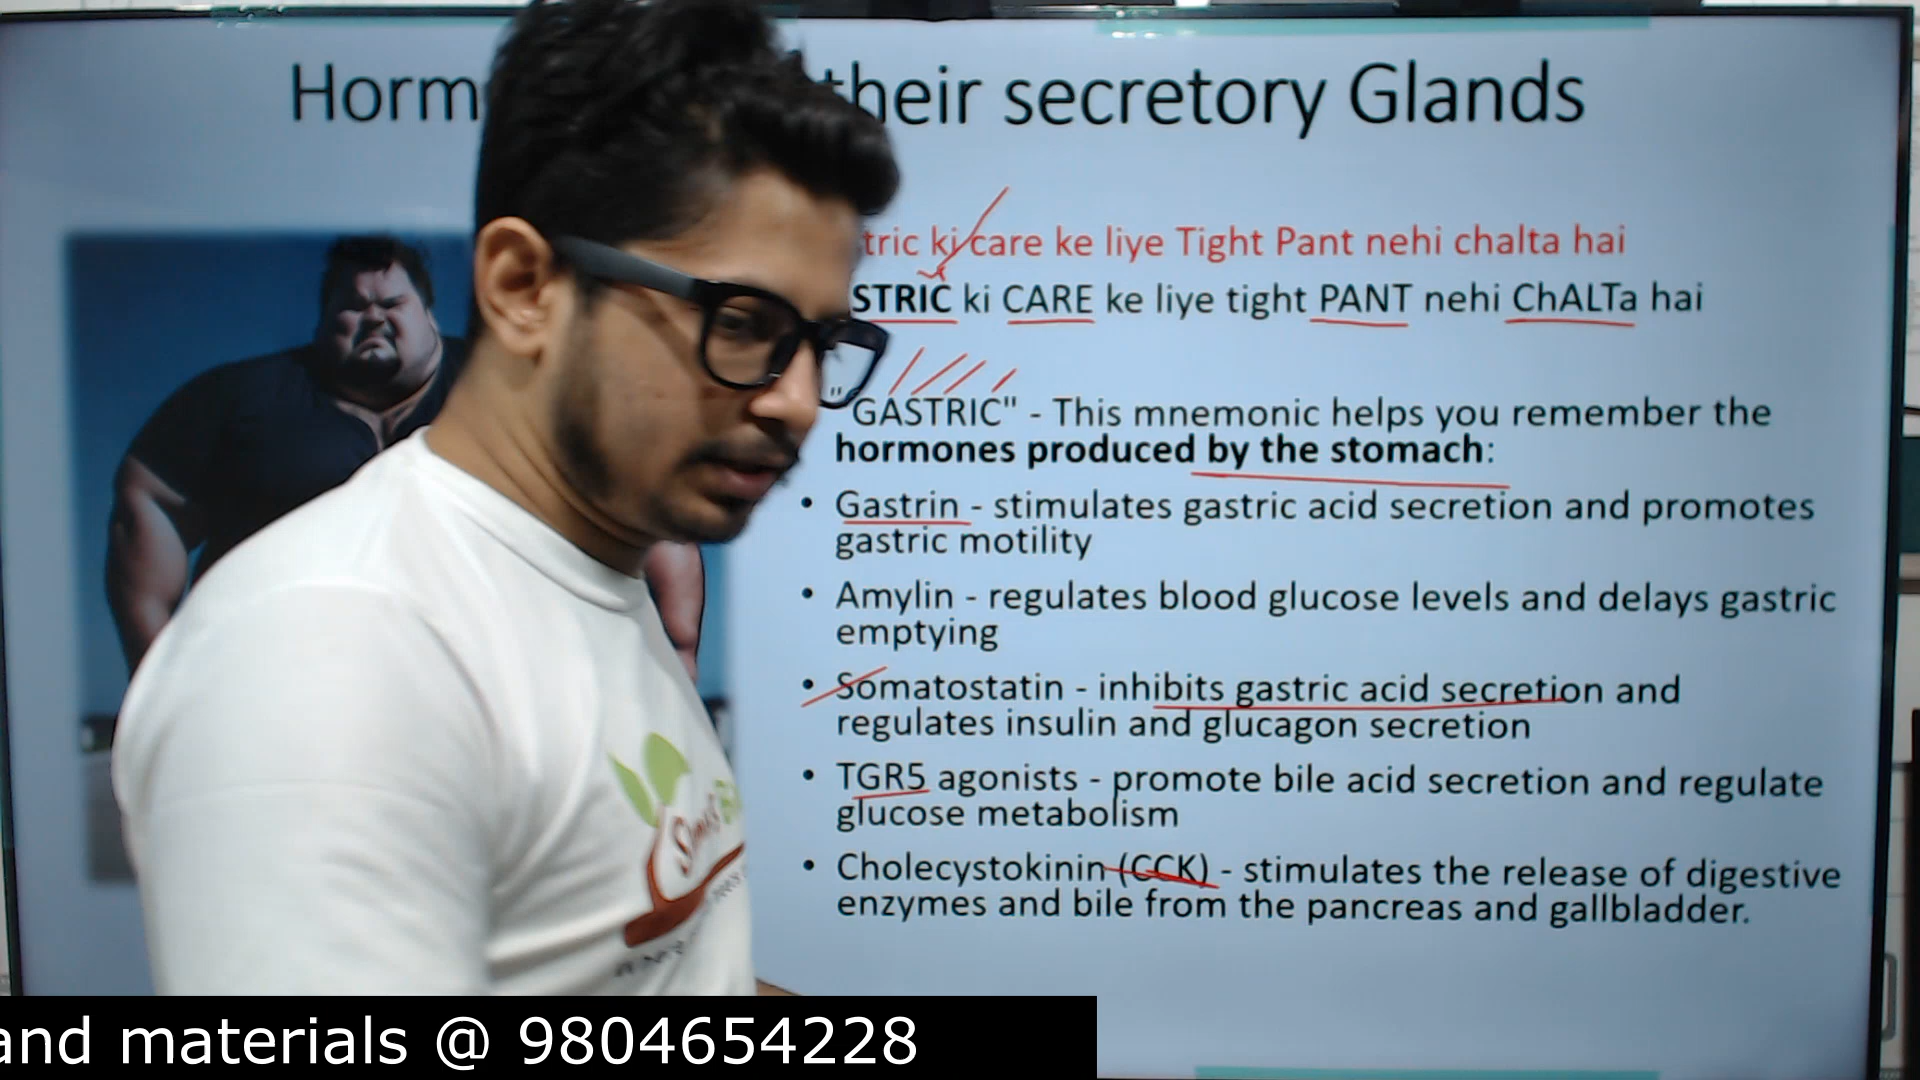 their secretory Glands
ki care ke liye Tight Pant nehi chalta hai
ki CARE ke liye tight PANT nehi ChALTa hai
"GASTRIC" - This mnemonic helps you remember the
hormones produced by the stomach:
• Gastrin - stimulates gastric acid secretion and promotes
gastric motility
• Amylin - regulates blood glucose levels and delays gastric
emptying
• Somatostatin - inhibits gastric acid secretion and
regulates insulin and glucagon secretion
• TGR5 agonists - promote bile acid secretion and regulate
glucose metabolism
• Cholecystokinin (CCK) - stimulates the release of digestive
enzymes and bile from the pancreas and gallbladder.
and materials @ 9804654228